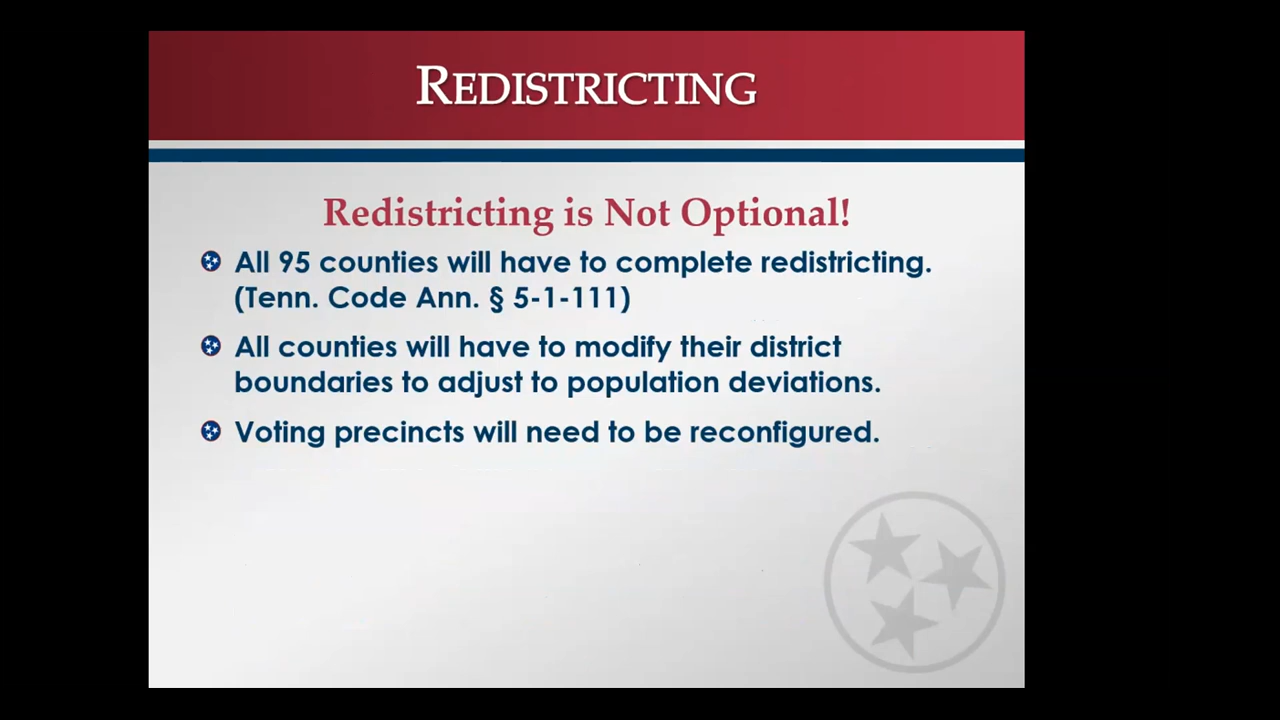 REDISTRICTING
Redistricting is Not Optional!
All 95 counties will have to complete redistricting.
(Tenn. Code Ann. § 5-1-111)
All counties will have to modify their district
boundaries to adjust to population deviations.
Voting precincts will need to be reconfigured.